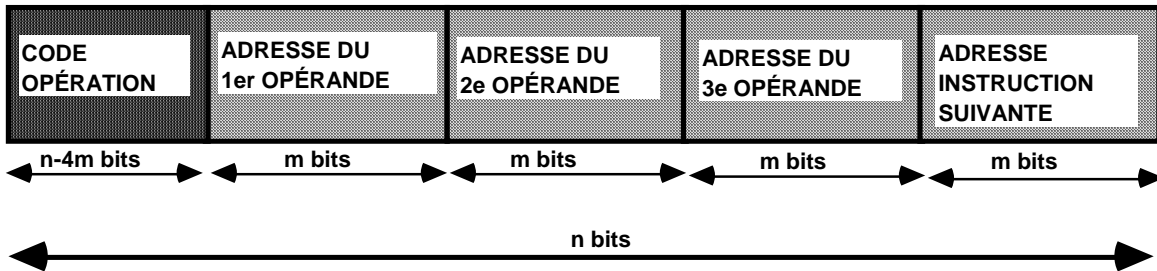 CODE
OPÉRATION
ADRESSE DU
1er OPÉRANDE
ADRESSE DU
2e OPÉRANDE
ADRESSE DU
3e OPÉRANDE
ADRESSE
INSTRUCTION
SUIVANTE
n-4m bits
m bits
m bits
m bits
m bits
n bits